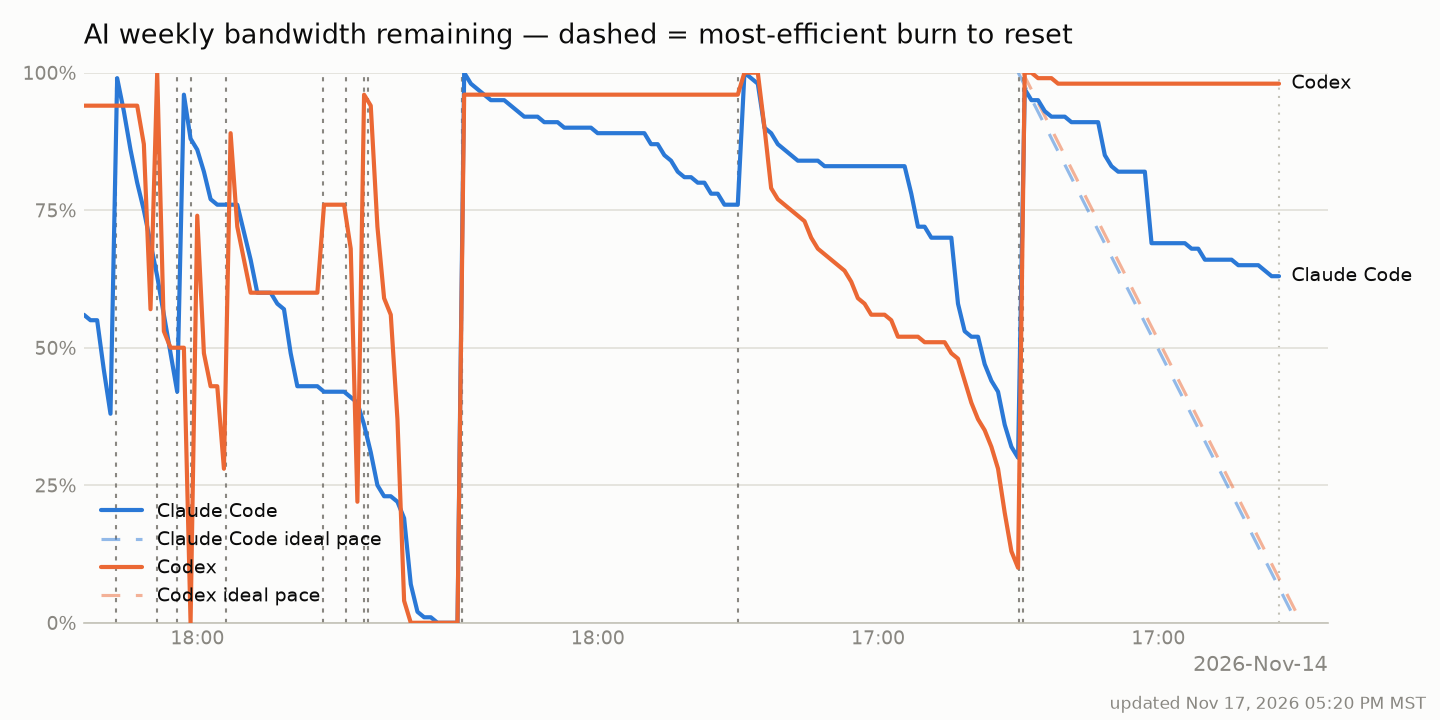 AI weekly bandwidth remaining — dashed = most-efficient burn to reset
100%
75%
50%
25%
0%
Codex
Claude Code
Claude Code
Claude Code ideal pace
Codex
Codex ideal pace
18:00
18:00
17:00
17:00
2026-Nov-14
updated Nov 17, 2026 05:20 PM MST